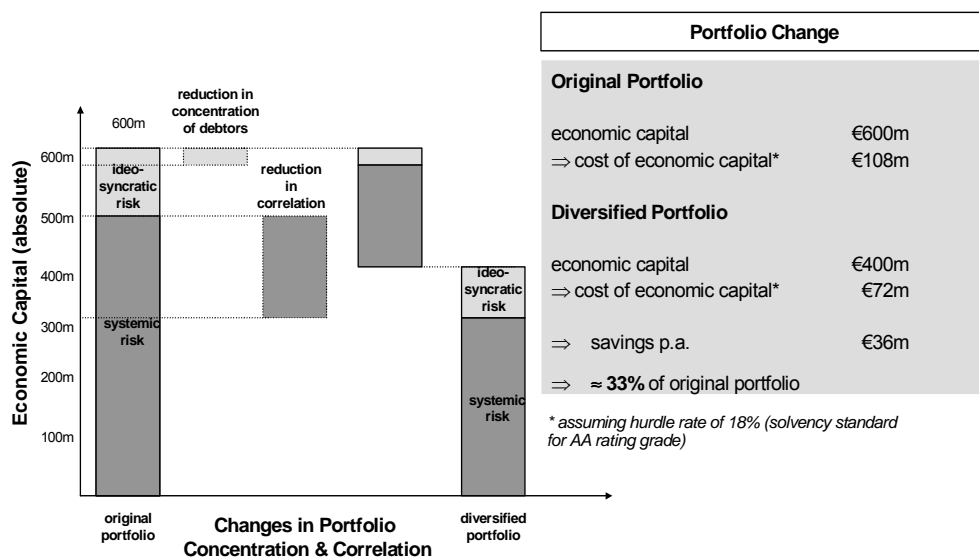 Portfolio Change
Original Portfolio
economic capital €600m
⇒ cost of economic capital* €108m
Diversified Portfolio
economic capital €400m
⇒ cost of economic capital* €72m
⇒ savings p.a. €36m
⇒ ≈ 33% of original portfolio
* assuming hurdle rate of 18% (solvency standard
for AA rating grade)
Economic Capital (absolute)
600m
500m
400m
300m
200m
100m
600m
ideo-
syncratic
risk
systemic
risk
reduction in
concentration
of debtors
reduction
in
correlation
ideo-
syncratic
risk
systemic
risk
original
portfolio
Changes in Portfolio
Concentration & Correlation
diversified
portfolio